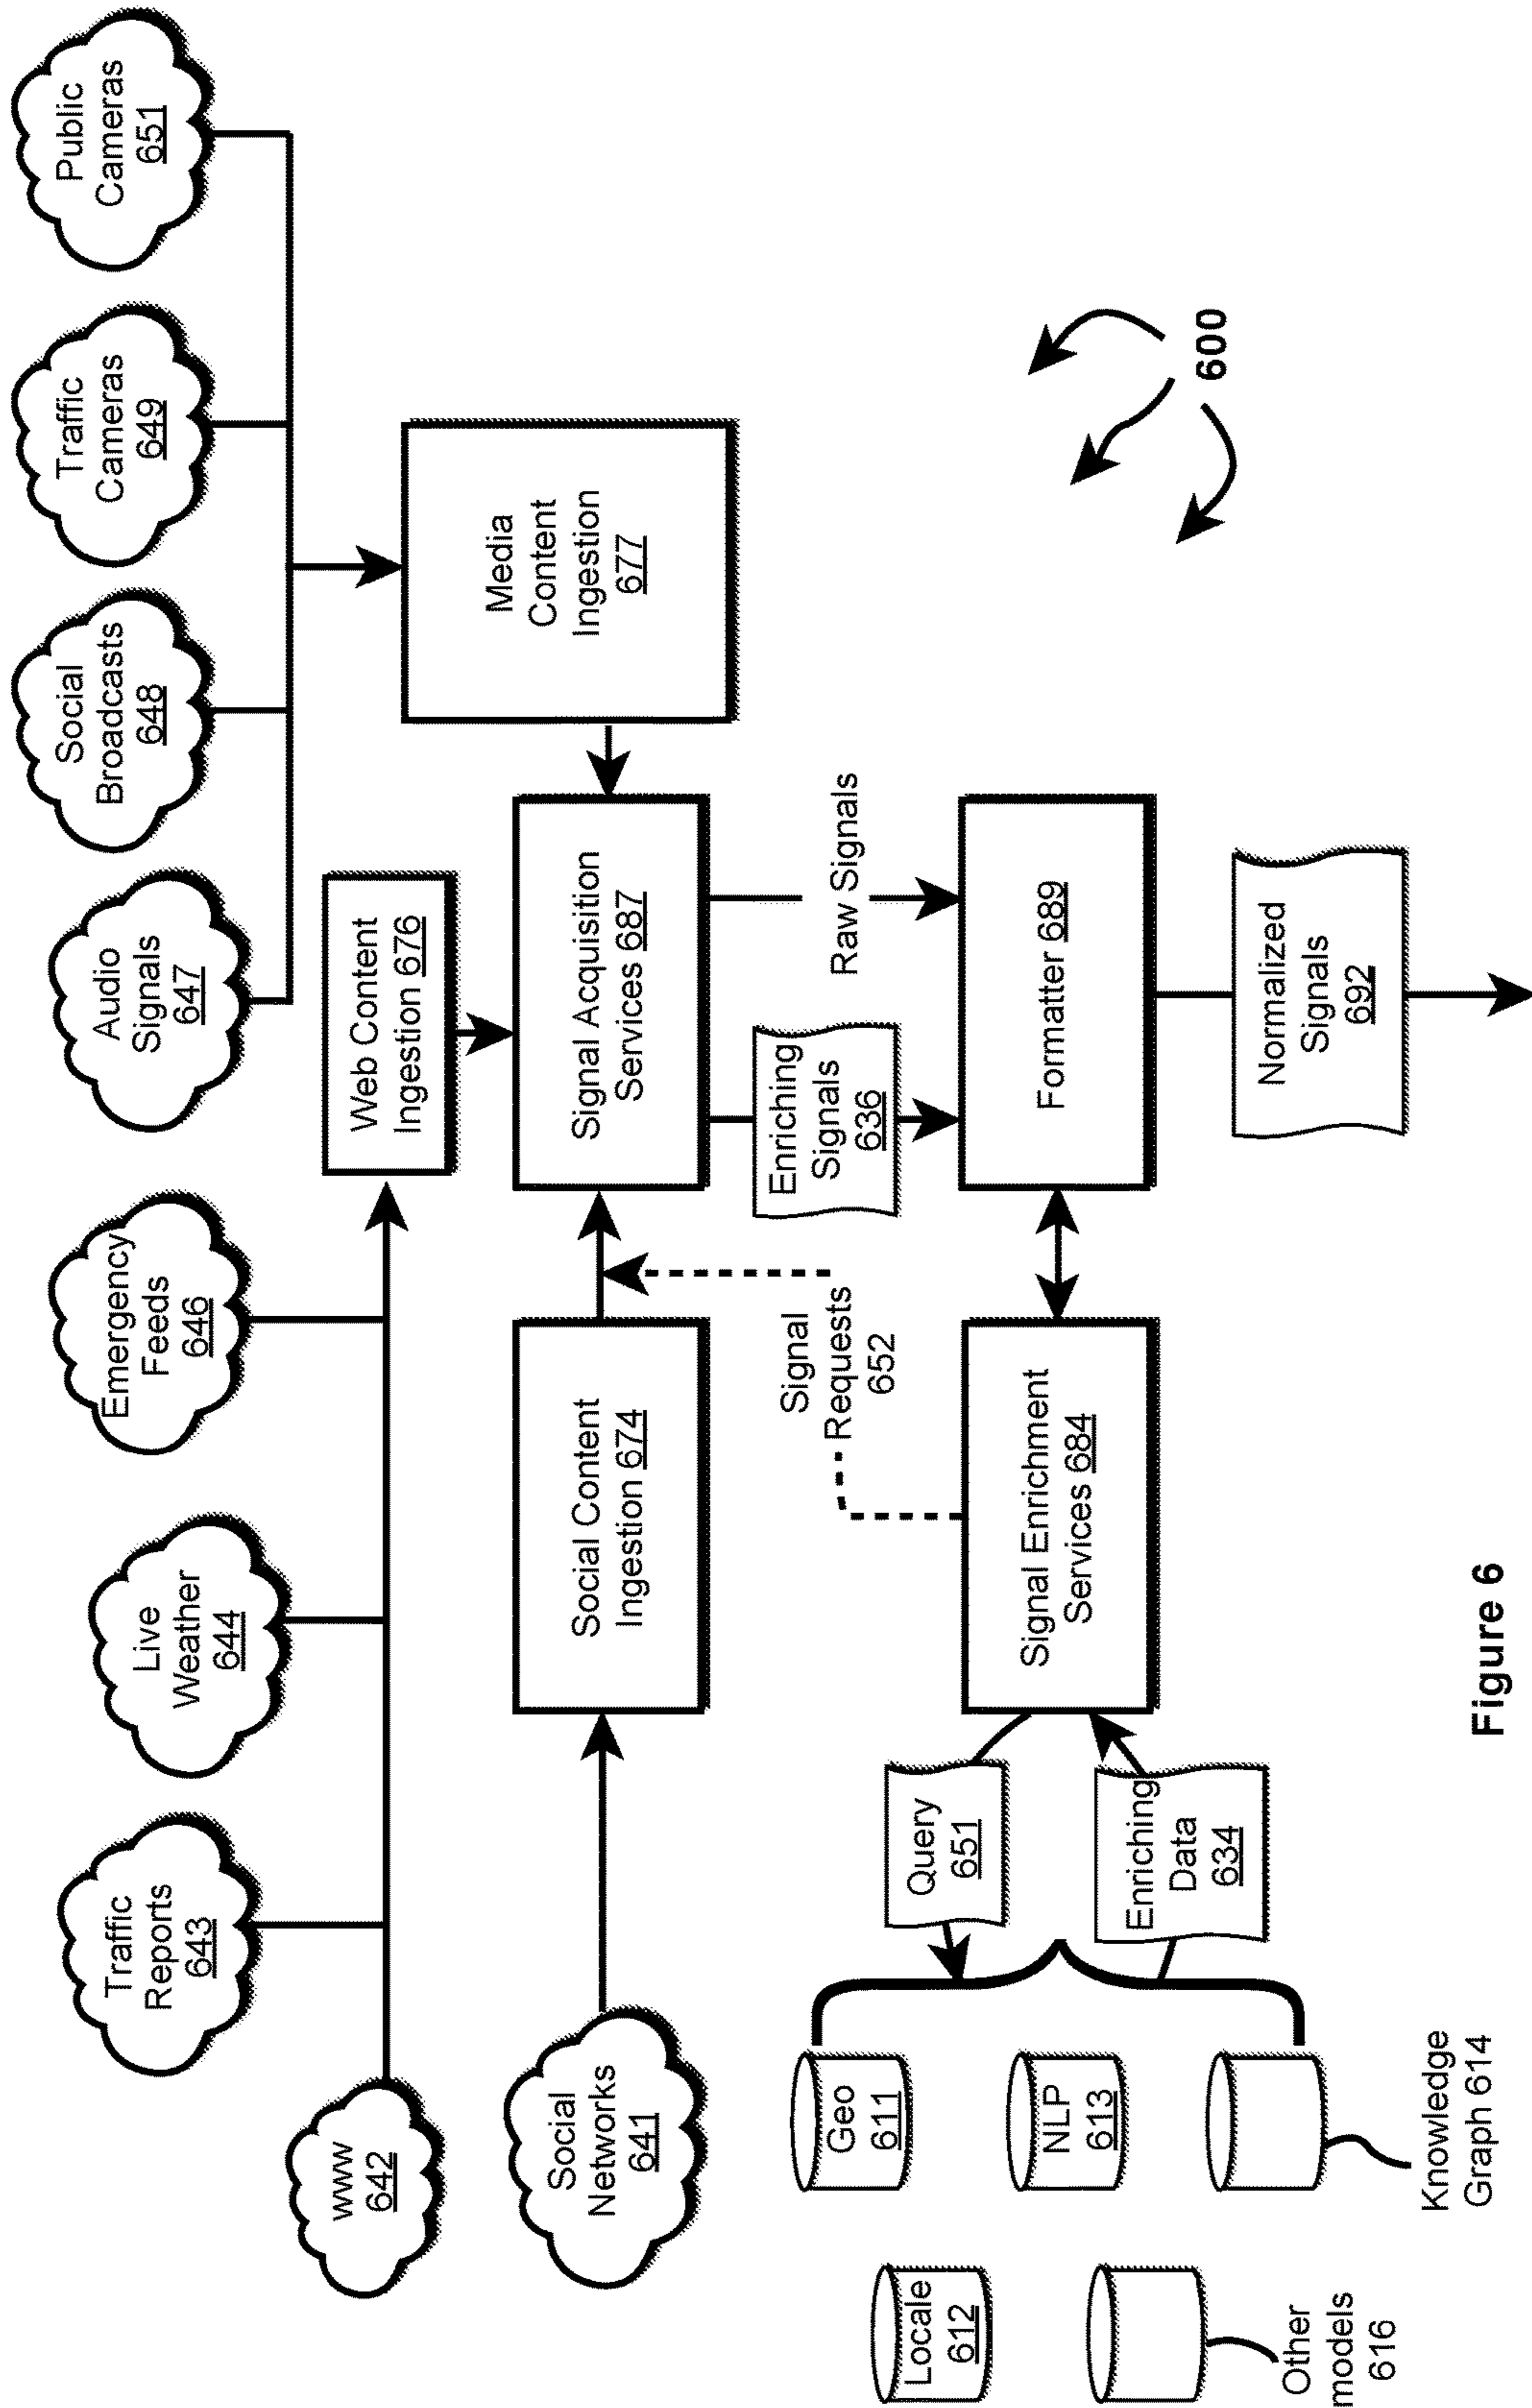 Traffic
Reports
643
Live
Weather
644
Emergency
Feeds
646
Audio
Signals
647
Social
Broadcasts
648
Traffic
Cameras
649
Public
Cameras
651
www
642
Web Content
Ingestion 676
Media
Content
Ingestion
677
Social
Networks
641
Social Content
Ingestion 674
Signal Acquisition
Services 687
Signal
Requests
652
Enriching
Signals
636
Raw Signals
Geo
611
Locale
612
NLP
613
Knowledge
Graph 614
Other
models
616
Query
651
Enriching
Data
634
Signal Enrichment
Services 684
Formatter 689
Normalized
Signals
692
600
Figure 6